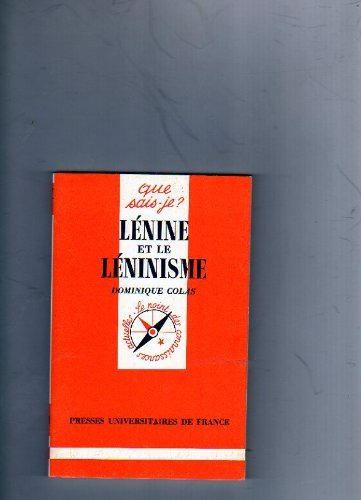 que
sais-je?
LÉNINE
ET LE
LÉNINISME
DOMINIQUE COLAS
Le point des connaissances actuelles
PRESSES UNIVERSITAIRES DE FRANCE